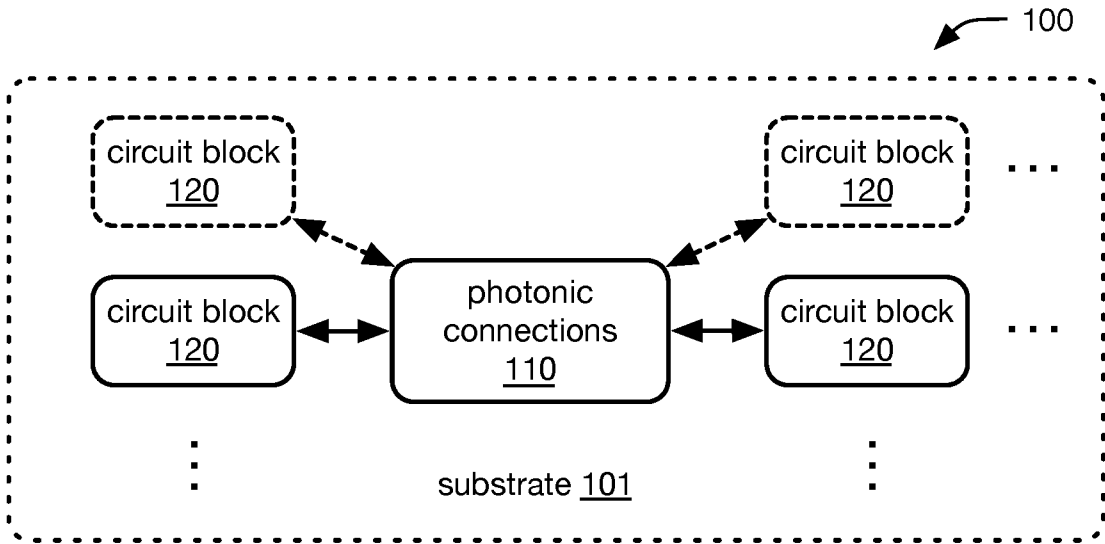 100
circuit block
120
circuit block
120
photonic
connections
110
circuit block
120
circuit block
120
substrate 101